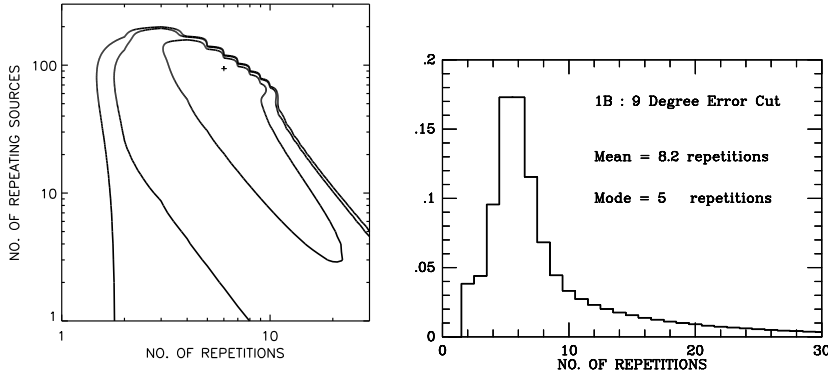 NO. OF REPEATING SOURCES
100
10
1
1
10
NO. OF REPETITIONS
.2
.15
.1
.05
0
0
10
20
30
NO. OF REPETITIONS
1B : 9 Degree Error Cut
Mean = 8.2 repetitions
Mode = 5 repetitions